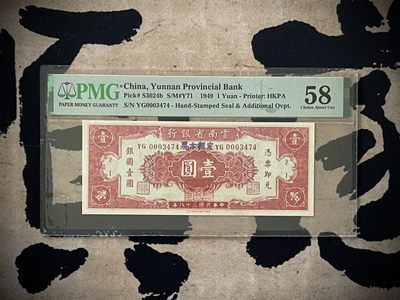 PMG
PAPER MONEY GUARANTY
China, Yunnan Provincial Bank
Pick# S3024b S/M#Y71 1949 1 Yuan - Printer: HKPA
S/N YG0003474 - Hand-Stamped Seal & Additional Ovpt.
58
Choice About Unc
行銀省南雲
YG 0003474
YG 0003474
壹
壹
銀圓壹圓
憑票即兌
圓壹
年八十三國民華中